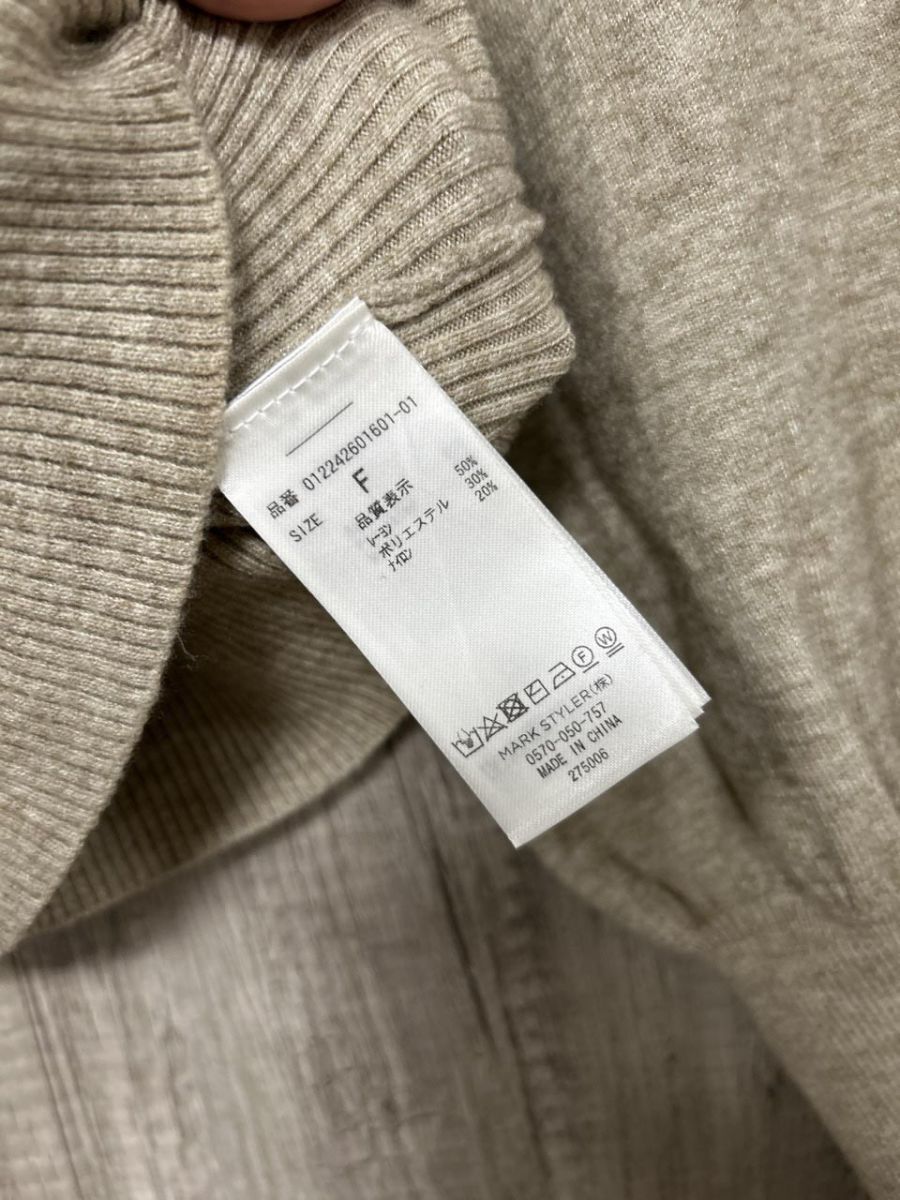 品番 012242601601-01
SIZE F
品質表示
レーヨン 50%
ポリエステル 30%
ナイロン 20%
F W
MARK STYLER(株)
0570-050-757
MADE IN CHINA
275006